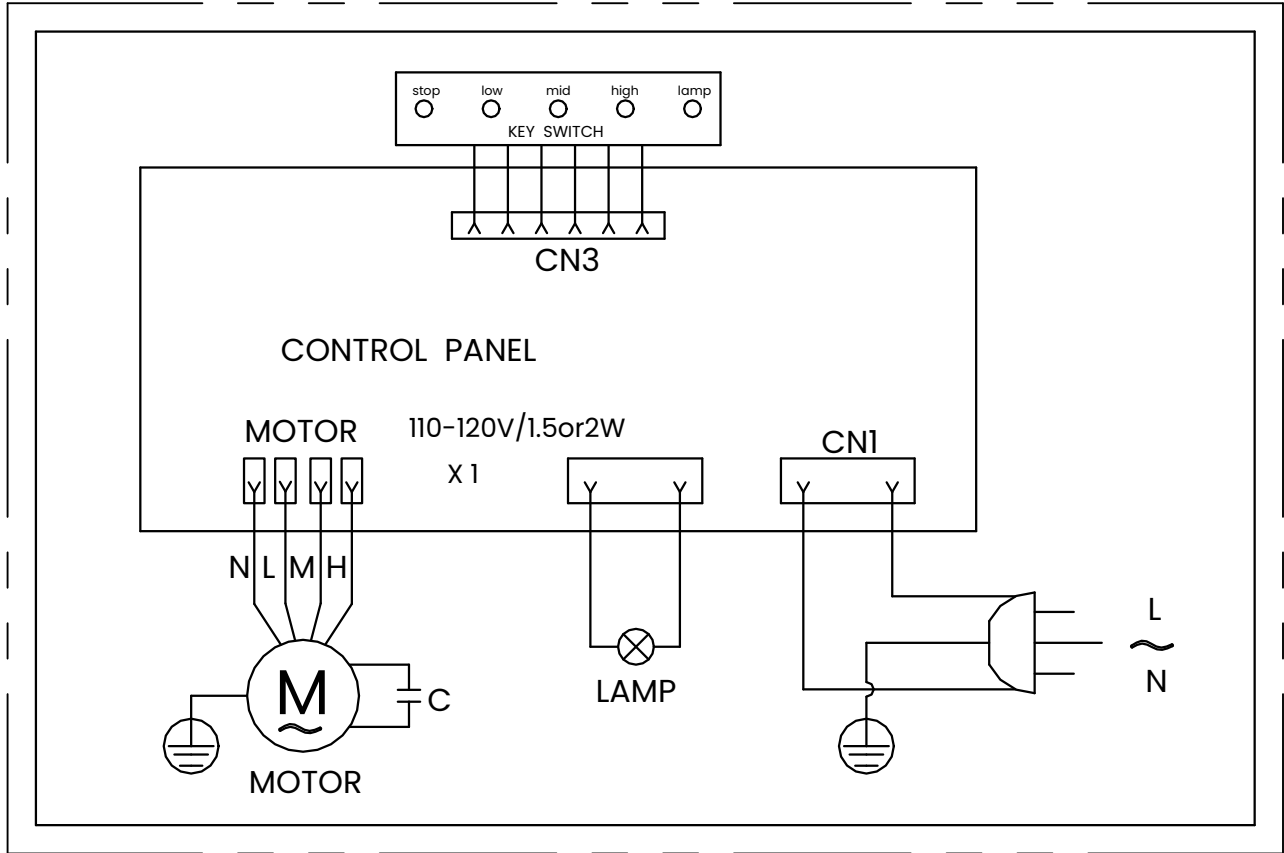 stop low mid high lamp
KEY SWITCH
CN3
CONTROL PANEL
MOTOR
110-120V/1.5or2W
X 1
CN1
N L M H
L
N
M
C
LAMP
MOTOR